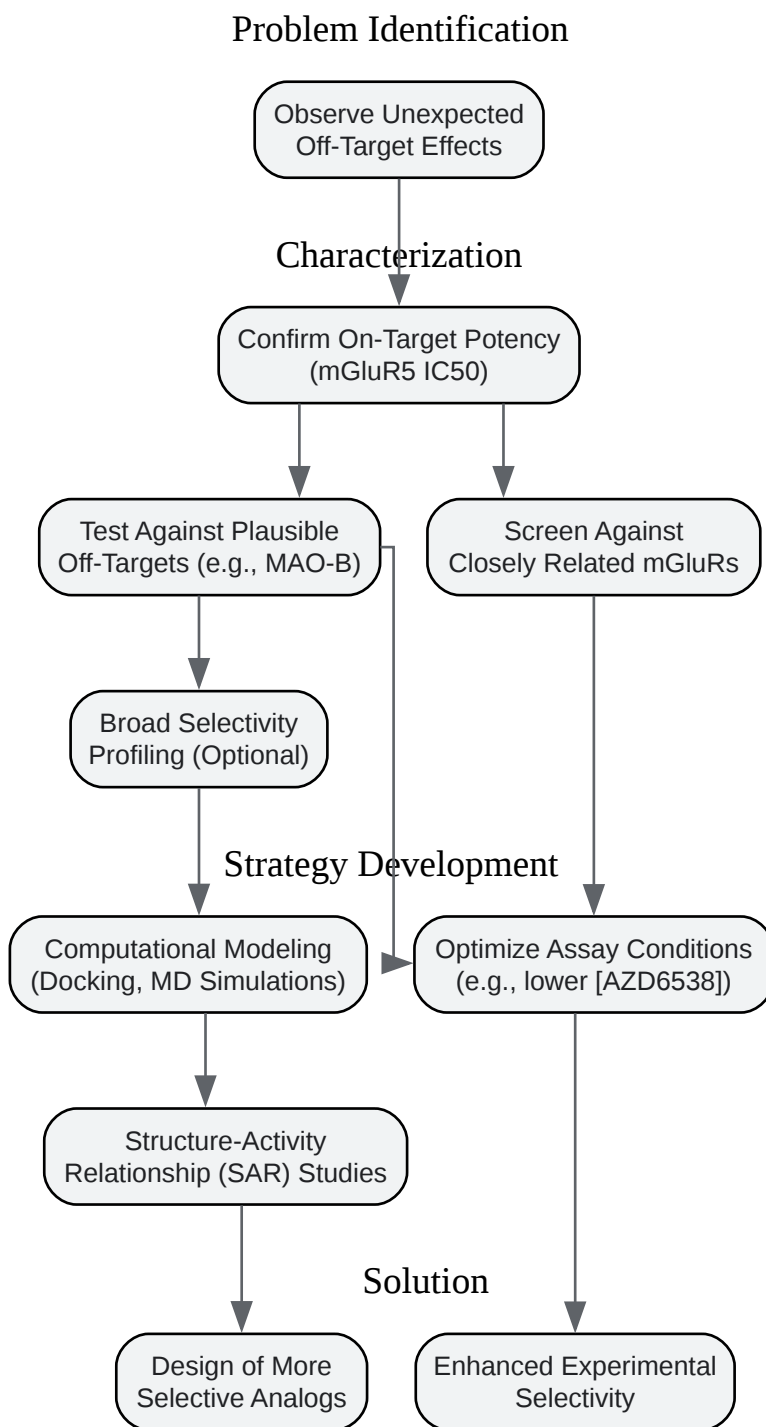 Problem Identification
Observe Unexpected
Off-Target Effects
Characterization
Confirm On-Target Potency
(mGluR5 IC50)
Test Against Plausible
Off-Targets (e.g., MAO-B)
Screen Against
Closely Related mGluRs
Broad Selectivity
Profiling (Optional)
Strategy Development
Computational Modeling
(Docking, MD Simulations)
Optimize Assay Conditions
(e.g., lower [AZD6538])
Structure-Activity
Relationship (SAR) Studies
Solution
Design of More
Selective Analogs
Enhanced Experimental
Selectivity